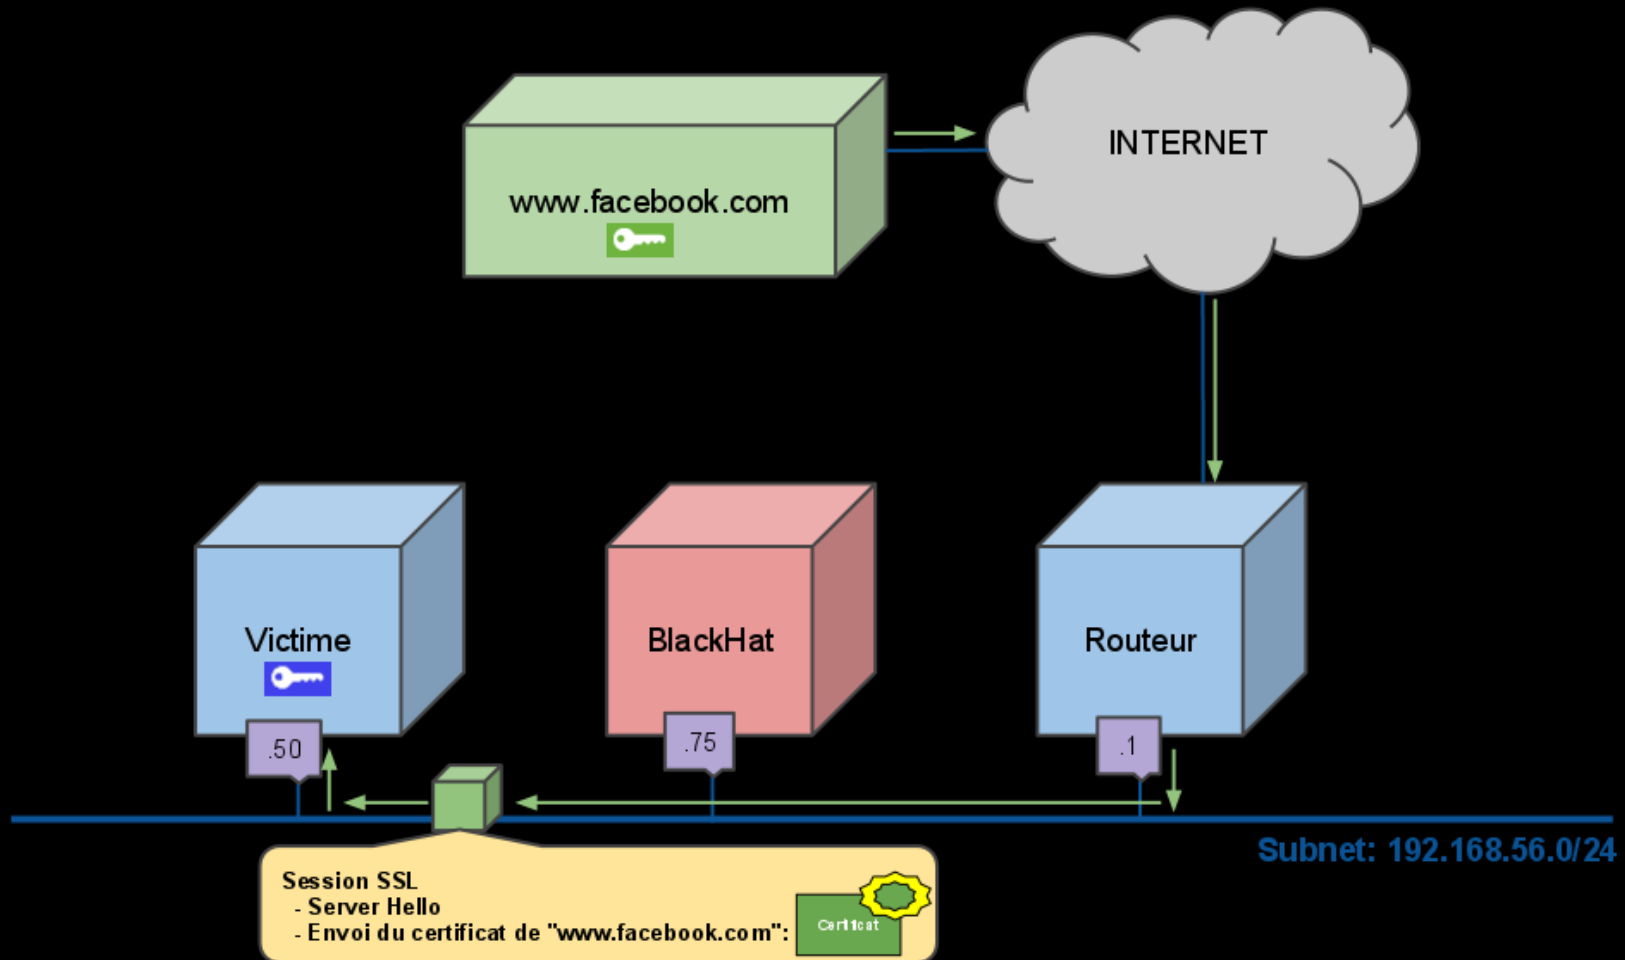 www.facebook.com
INTERNET
Victime
BlackHat
Routeur
.50
.75
.1
Subnet: 192.168.56.0/24
Session SSL
- Server Hello
- Envoi du certificat de "www.facebook.com":
Certificat